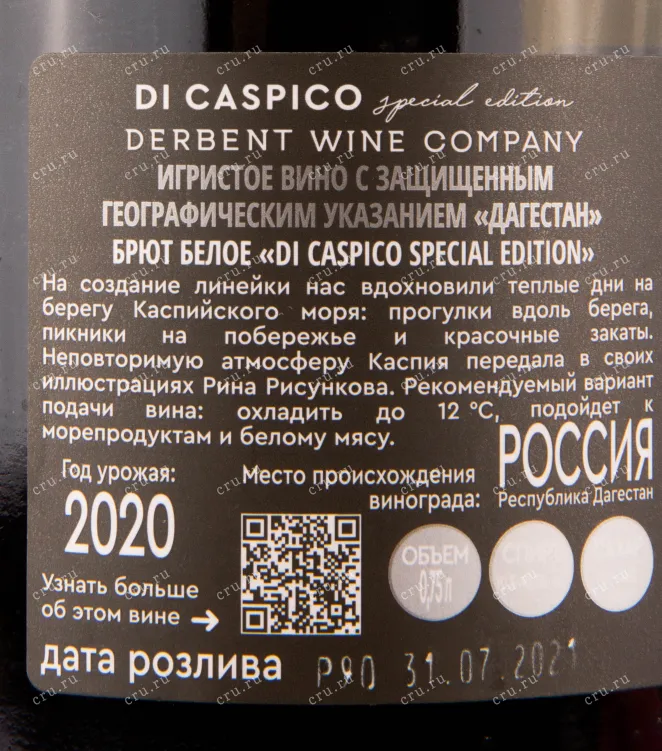 DI CASPICO special edition
DERBENT WINE COMPANY
ИГРИСТОЕ ВИНО С ЗАЩИЩЕННЫМ
ГЕОГРАФИЧЕСКИМ УКАЗАНИЕМ «ДАГЕСТАН»
БРЮТ БЕЛОЕ «DI CASPICO SPECIAL EDITION»
На создание линейки нас вдохновили теплые дни на
берегу Каспийского моря: прогулки вдоль берега,
пикники на побережье и красочные закаты.
Неповторимую атмосферу Каспия передала в своих
иллюстрациях Рина Рисункова. Рекомендуемый вариант
подачи вина: охладить до 12 °С, подойдет к
морепродуктам и белому мясу.
Год урожая:
2020
Место происхождения
винограда:
РОССИЯ
Республика Дагестан
ОБЪЕМ
0,75л
Узнать больше
об этом вине →
дата розлива
Р90 31.07.2021
cru.ru